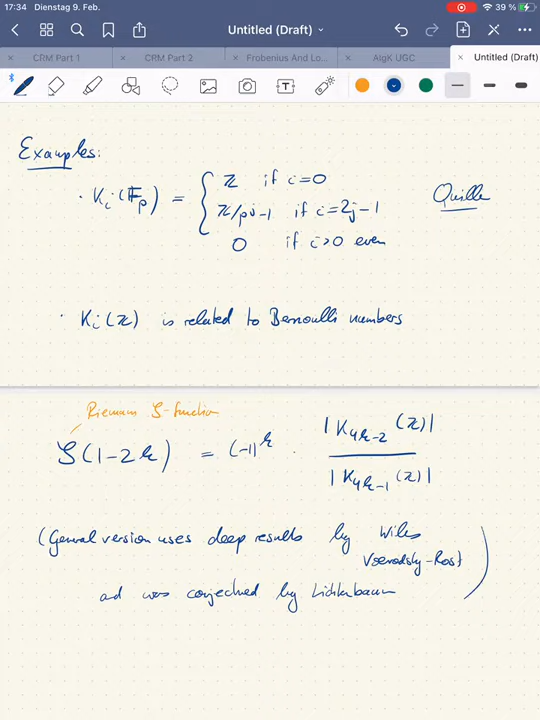 17:34 Dienstag 9. Feb. 39 %
Untitled (Draft)
CRM Part 1 CRM Part 2 Frobenius And Lo... AlgK UGC Untitled (Draft)
Examples:
· K_i(𝔽_p) = { ℤ if i=0
ℤ/p^j-1 if i=2j-1
0 if i>0 even
Quillen
· K_i(ℤ) is related to Bernoulli numbers
Riemann ζ-function
ζ(1-2k) = (-1)^k · |K_{4k-2}(ℤ)| / |K_{4k-1}(ℤ)|
(General version uses deep results by Wiles
Voevodsky-Rost
and was conjectured by Lichtenbaum)